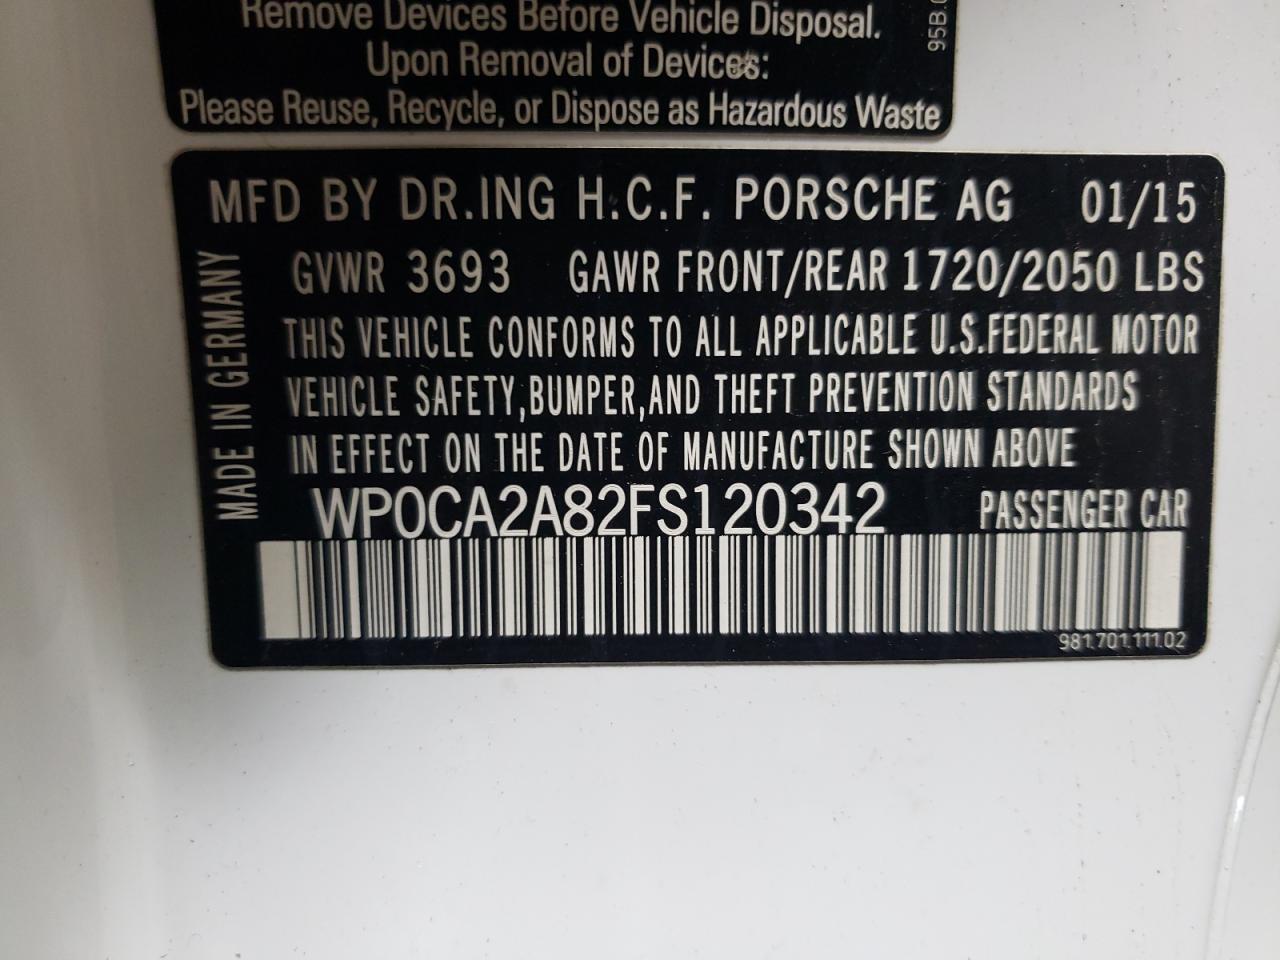 Remove Devices Before Vehicle Disposal.
Upon Removal of Devices:
Please Reuse, Recycle, or Dispose as Hazardous Waste
95B.0
MFD BY DR.ING H.C.F. PORSCHE AG 01/15
GVWR 3693 GAWR FRONT/REAR 1720/2050 LBS
THIS VEHICLE CONFORMS TO ALL APPLICABLE U.S.FEDERAL MOTOR
VEHICLE SAFETY,BUMPER,AND THEFT PREVENTION STANDARDS
IN EFFECT ON THE DATE OF MANUFACTURE SHOWN ABOVE
WP0CA2A82FS120342 PASSENGER CAR
981.701.111.02
MADE IN GERMANY